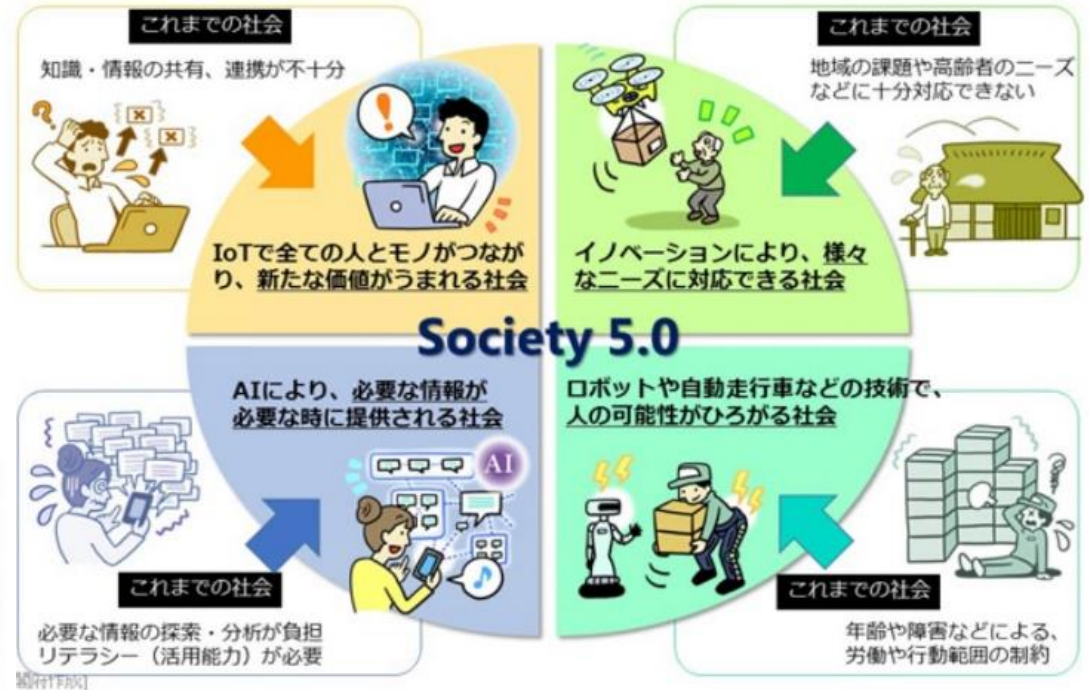 これまでの社会
知識・情報の共有、連携が不十分
?
!
IoTで全ての人とモノがつなが
り、新たな価値がうまれる社会
これまでの社会
地域の課題や高齢者のニーズ
などに十分対応できない
イノベーションにより、様々
なニーズに対応できる社会
Society 5.0
AIにより、必要な情報が
必要な時に提供される社会
AI
これまでの社会
必要な情報の探索・分析が負担
リテラシー（活用能力）が必要
ロボットや自動走行車などの技術で、
人の可能性がひろがる社会
これまでの社会
年齢や障害などによる、
労働や行動範囲の制約